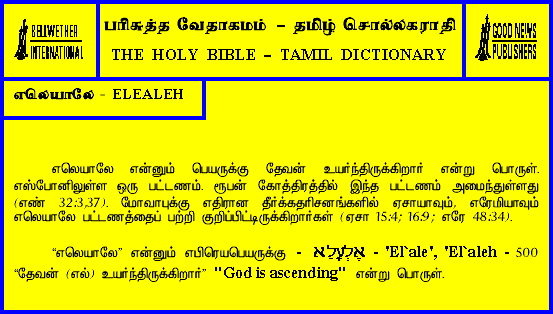 BELLWETHER
INTERNATIONAL
பரிசுத்த வேதாகமம் – தமிழ் சொல்லகராதி
THE HOLY BIBLE – TAMIL DICTIONARY
GOOD NEWS
PUBLISHERS
எலெயாலே - ELEALEH
எலெயாலே என்னும் பெயருக்கு தேவன் உயர்ந்திருக்கிறார் என்று பொருள்.
எஸ்போனிலுள்ள ஒரு பட்டணம். ரூபன் கோத்திரத்தில் இந்த பட்டணம் அமைந்துள்ளது
(எண் 32:3,37). மோவாபுக்கு எதிரான தீர்க்கதரிசனங்களில் ஏசாயாவும், எரேமியாவும்
எலெயாலே பட்டணத்தைப் பற்றி குறிப்பிட்டிருக்கிறார்கள் (ஏசா 15:4; 16:9; எரே 48:34).
“எலெயாலே” என்னும் எபிரெயபெயருக்கு - אֶלְעָלֵא - 'El`ale', 'El`aleh - 500
“தேவன் (எல்) உயர்ந்திருக்கிறார்” "God is ascending" என்று பொருள்.